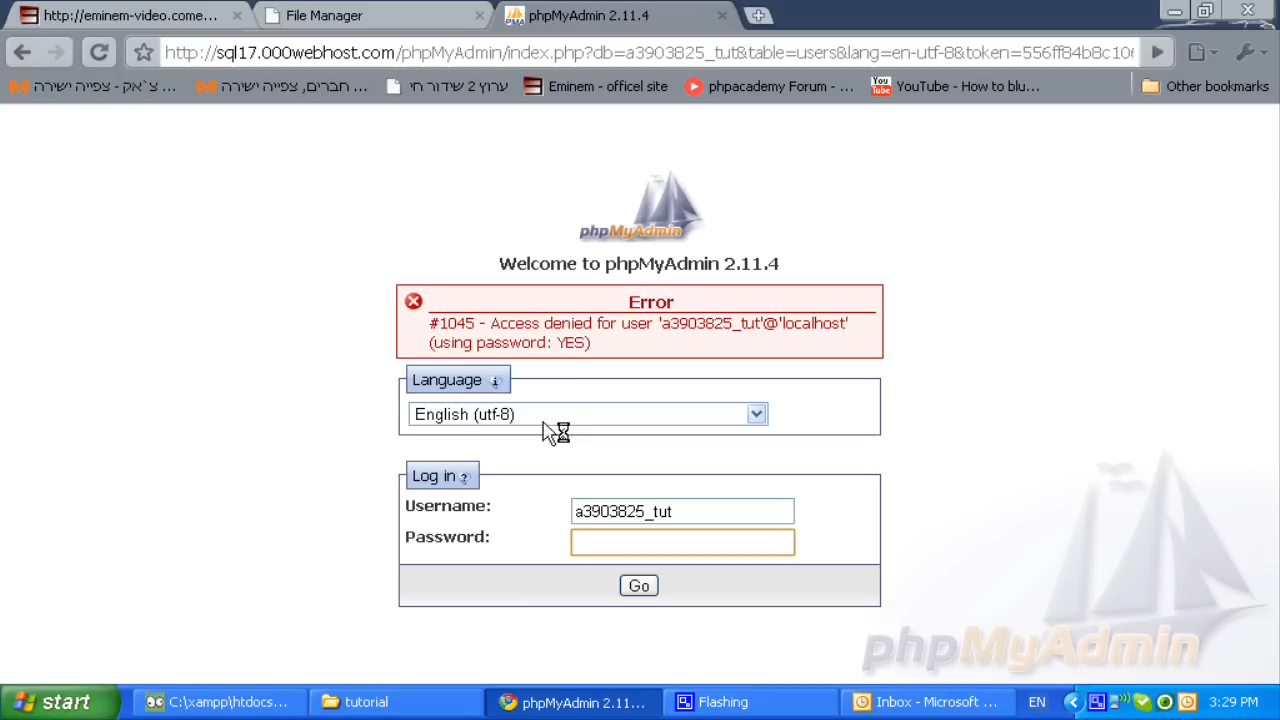 http://eminem-video.come...
File Manager
phpMyAdmin 2.11.4
http://sql17.000webhost.com/phpMyAdmin/index.php?db=a3903825_tut&table=users&lang=en-utf-8&token=556ff84b8c10
צ'אק - צפייה ישירה ...
חברים, צפייה ישירה ...
ערוץ 2 שידור חי
Eminem - officel site
phpacademy Forum - ...
YouTube - How to blu...
Other bookmarks
phpMyAdmin
Welcome to phpMyAdmin 2.11.4
Error
#1045 - Access denied for user 'a3903825_tut'@'localhost'
(using password: YES)
Language
English (utf-8)
Log in
Username:
a3903825_tut
Password:
Go
phpMyAdmin
start
C:\xampp\htdocs...
tutorial
phpMyAdmin 2.11....
Flashing
Inbox - Microsoft ...
EN
3:29 PM